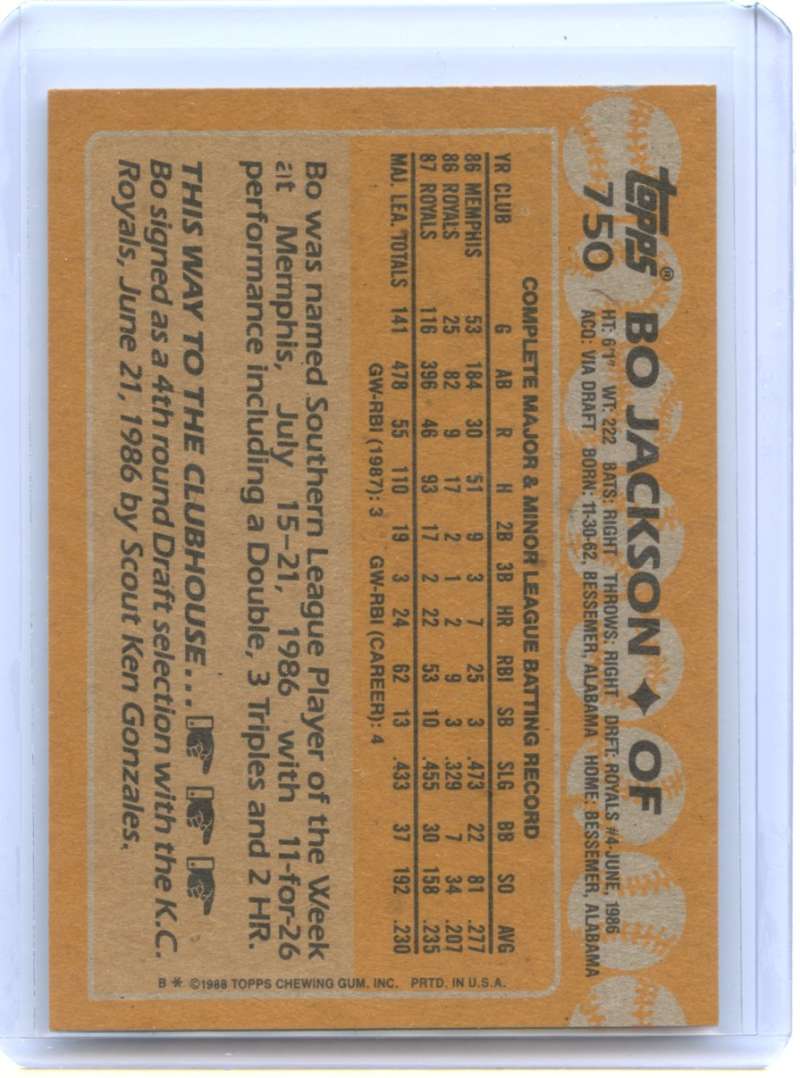 topps®
750
BO JACKSON ✦ OF
HT: 6'1" WT: 222 BATS: RIGHT THROWS: RIGHT DRFT: ROYALS #4-JUNE, 1986
ACQ: VIA DRAFT BORN: 11-30-62, BESSEMER, ALABAMA HOME: BESSEMER, ALABAMA
COMPLETE MAJOR & MINOR LEAGUE BATTING RECORD
YR CLUB G AB R H 2B 3B HR RBI SB SLG BB SO AVG
86 MEMPHIS 53 184 30 51 9 3 7 25 3 .473 22 81 .277
86 ROYALS 25 82 9 17 2 1 2 9 3 .329 7 34 .207
87 ROYALS 116 396 46 93 17 2 22 53 10 .455 30 158 .235
MAJ. LEA. TOTALS 141 478 55 110 19 3 24 62 13 .433 37 192 .230
GW-RBI (1987): 3 GW-RBI (CAREER): 4
Bo was named Southern League Player of the Week
at Memphis, July 15-21, 1986 with 11-for-26
performance including a Double, 3 Triples and 2 HR.
THIS WAY TO THE CLUBHOUSE...
Bo signed as a 4th round Draft selection with the K.C.
Royals, June 21, 1986 by Scout Ken Gonzales.
B * ©1988 TOPPS CHEWING GUM, INC. PRTD. IN U.S.A.